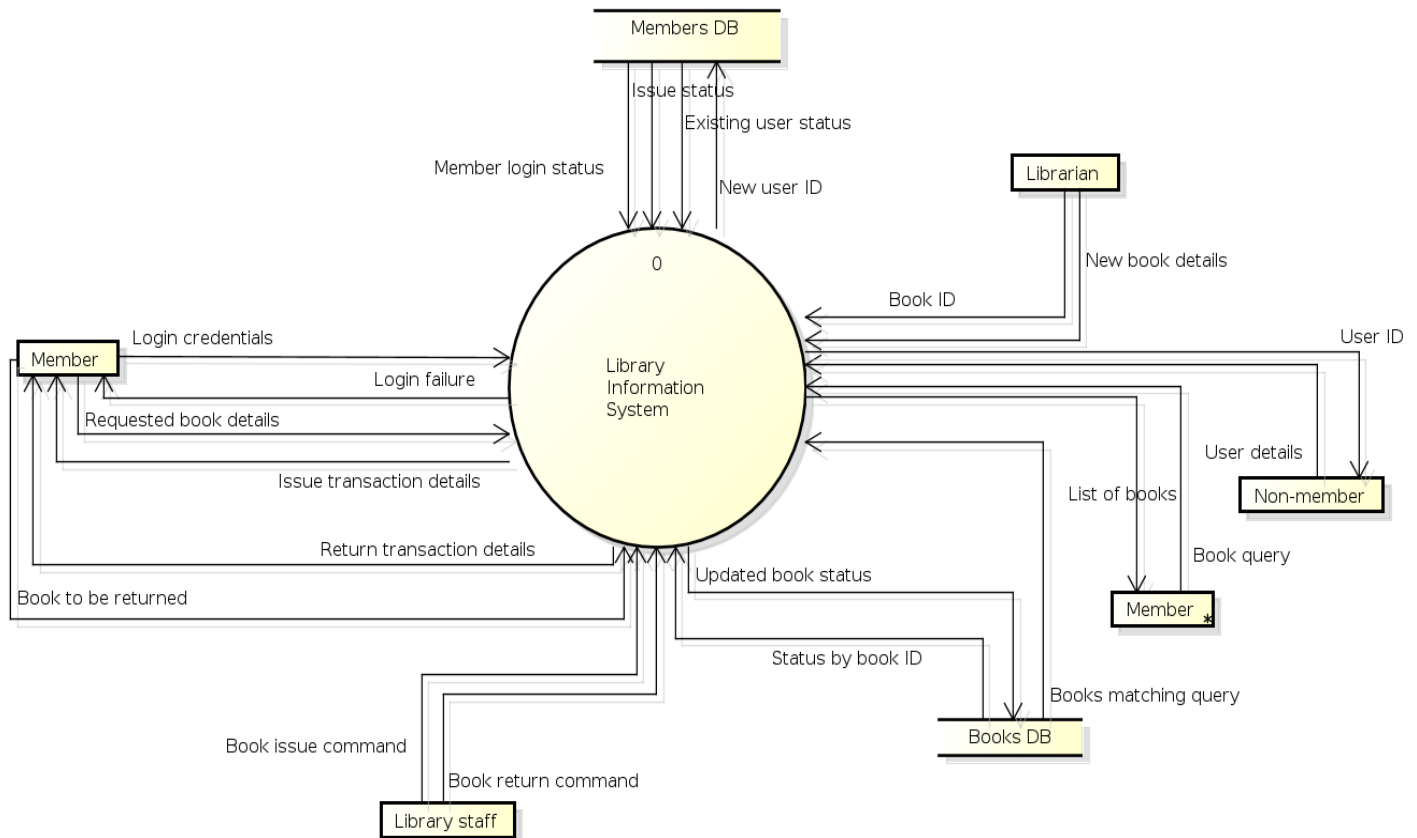 Members DB
Issue status
Existing user status
Member login status
New user ID
Librarian
New book details
Book ID
0
Library
Information
System
User ID
Login credentials
Member
Login failure
Requested book details
Issue transaction details
User details
List of books
Non-member
Return transaction details
Book query
Updated book status
Book to be returned
Member
*
Status by book ID
Books matching query
Books DB
Book issue command
Book return command
Library staff